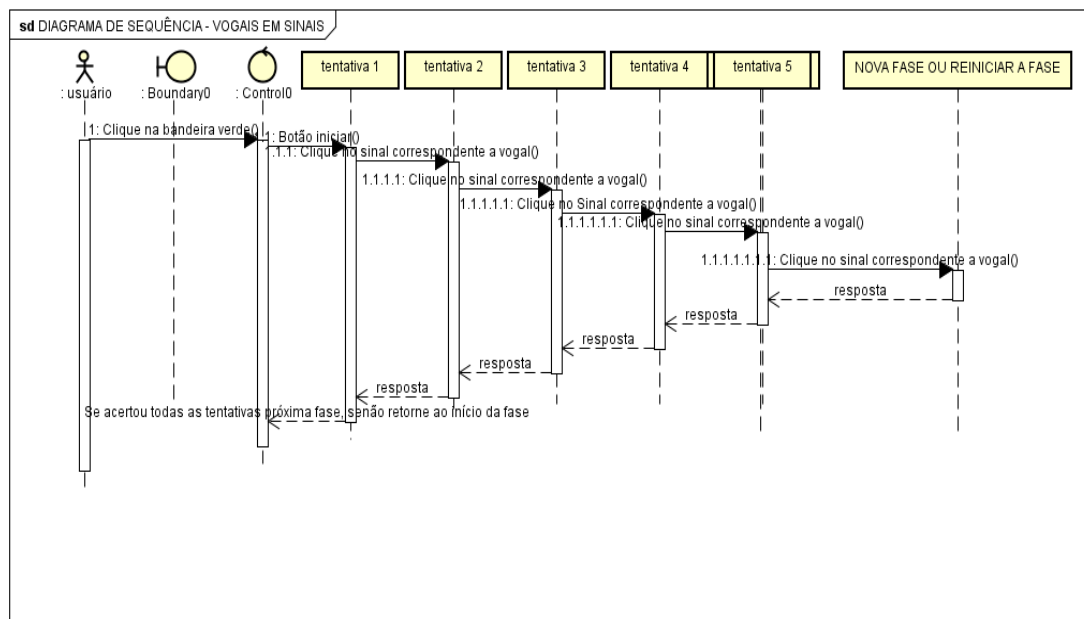 sd DIAGRAMA DE SEQUÊNCIA - VOGAIS EM SINAIS
tentativa 1
tentativa 2
tentativa 3
tentativa 4
tentativa 5
NOVA FASE OU REINICIAR A FASE
: usuário
: Boundary0
: Control0
1: Clique na bandeira verde()
1: Botão iniciar()
.1.1: Clique no sinal correspondente a vogal()
1.1.1.1: Clique no sinal correspondente a vogal()
1.1.1.1.1: Clique no Sinal correspondente a vogal()
1.1.1.1.1.1: Clique no sinal correspondente a vogal()
1.1.1.1.1.1.1: Clique no sinal correspondente a vogal()
resposta
resposta
resposta
resposta
resposta
Se acertou todas as tentativas próxima fase, senão retorne ao início da fase